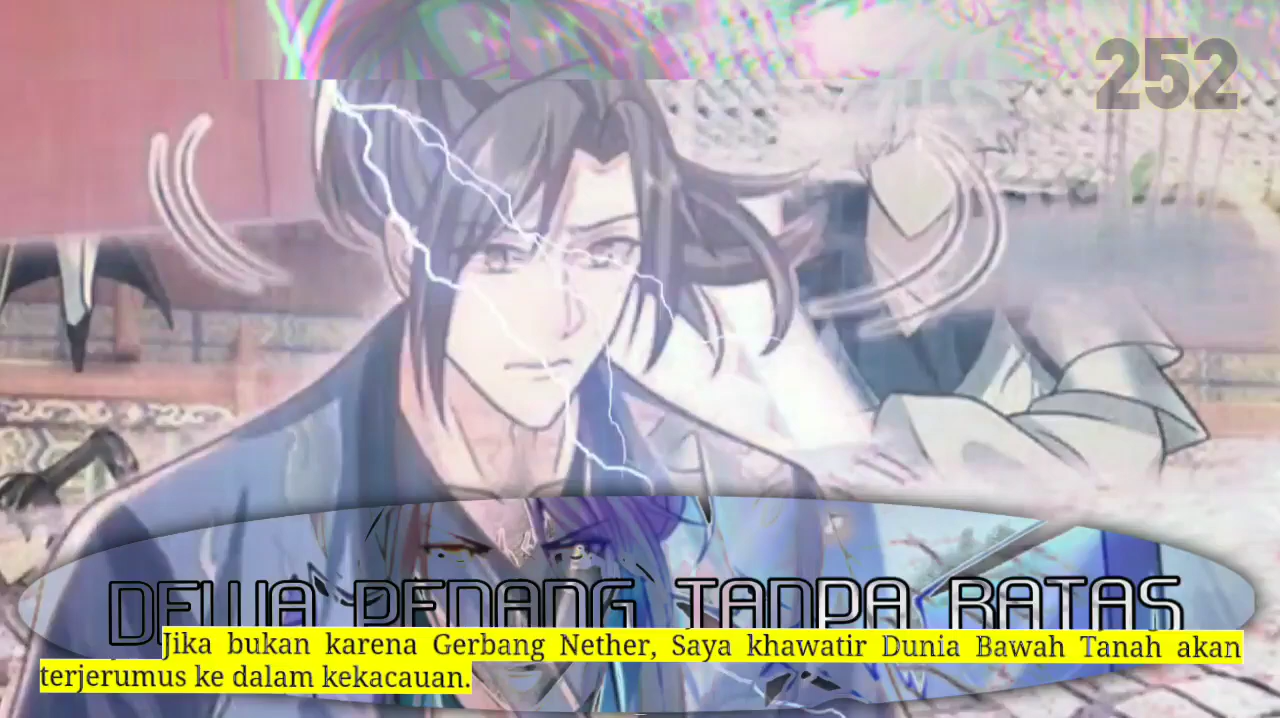 252
DEWA PEDANG TANPA BATAS
Jika bukan karena Gerbang Nether, Saya khawatir Dunia Bawah Tanah akan
terjerumus ke dalam kekacauan.